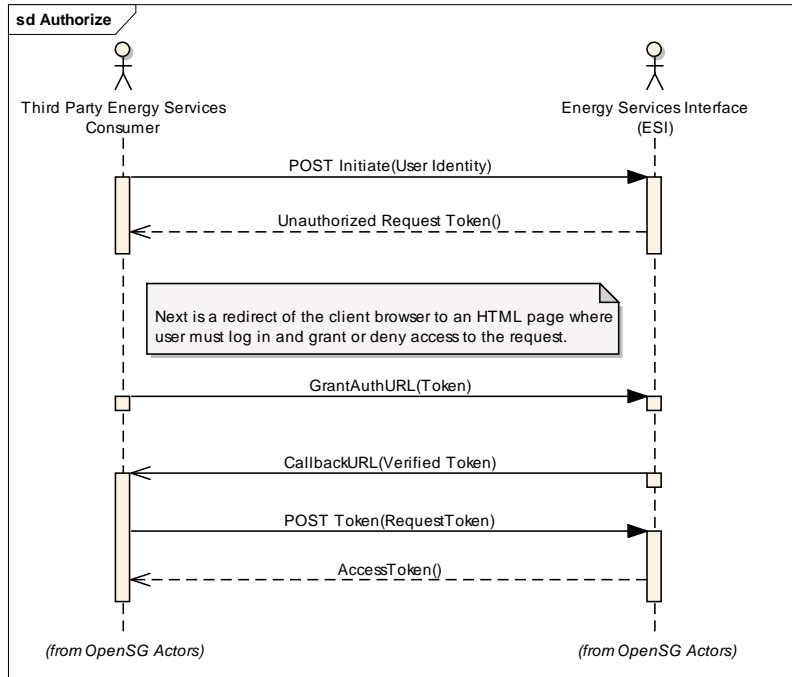 sd Authorize
Third Party Energy Services
Consumer
Energy Services Interface
(ESI)
POST Initiate(User Identity)
Unauthorized Request Token()
Next is a redirect of the client browser to an HTML page where
user must log in and grant or deny access to the request.
GrantAuthURL(Token)
CallbackURL(Verified Token)
POST Token(RequestToken)
AccessToken()
(from OpenSG Actors)
(from OpenSG Actors)